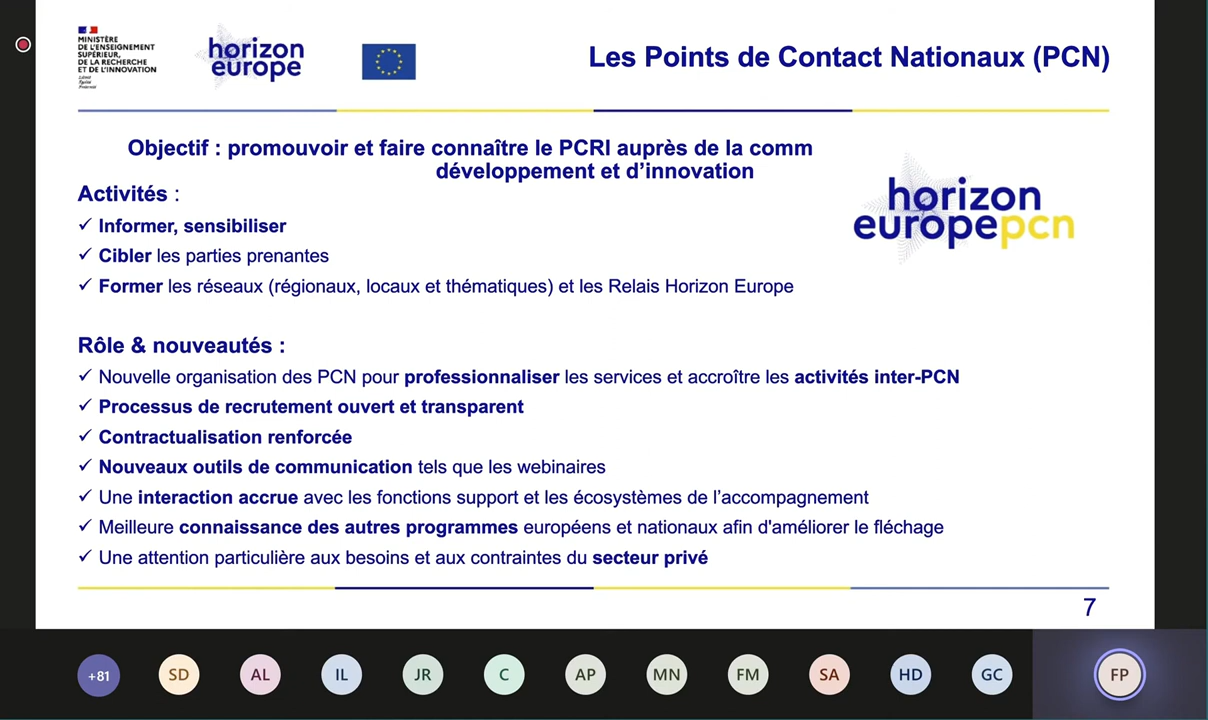 MINISTÈRE
DE L'ENSEIGNEMENT
SUPÉRIEUR,
DE LA RECHERCHE
ET DE L'INNOVATION
Liberté
Égalité
Fraternité
horizon
europe
Les Points de Contact Nationaux (PCN)
Objectif : promouvoir et faire connaître le PCRI auprès de la comm
développement et d’innovation
horizon
europepcn
Activités :
✓ Informer, sensibiliser
✓ Cibler les parties prenantes
✓ Former les réseaux (régionaux, locaux et thématiques) et les Relais Horizon Europe
Rôle & nouveautés :
✓ Nouvelle organisation des PCN pour professionnaliser les services et accroître les activités inter-PCN
✓ Processus de recrutement ouvert et transparent
✓ Contractualisation renforcée
✓ Nouveaux outils de communication tels que les webinaires
✓ Une interaction accrue avec les fonctions support et les écosystèmes de l’accompagnement
✓ Meilleure connaissance des autres programmes européens et nationaux afin d'améliorer le fléchage
✓ Une attention particulière aux besoins et aux contraintes du secteur privé
7
+81 SD AL IL JR C AP MN FM SA HD GC FP